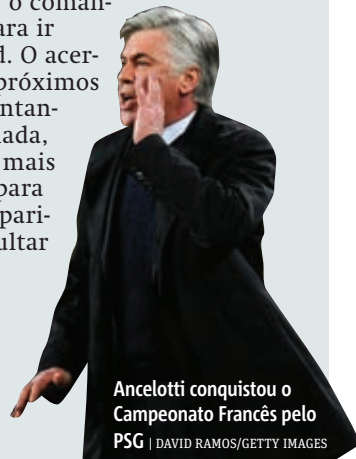 o coman-
ara ir
d. O acer-
próximos
ntan-
ada,
mais
para
pari-
ultar
Ancelotti conquistou o
Campeonato Francês pelo
PSG | DAVID RAMOS/GETTY IMAGES